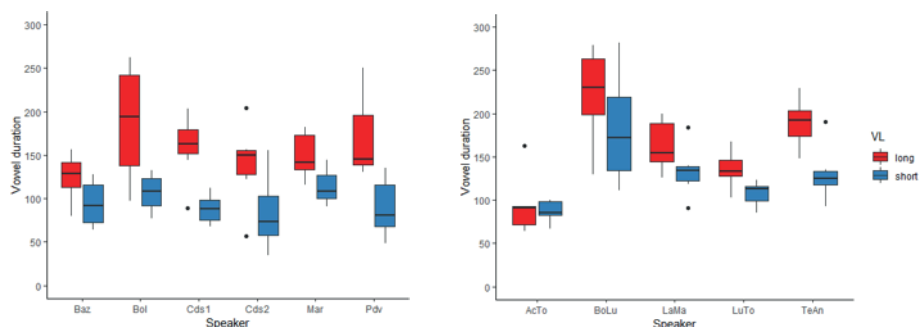 300
250
200
150
100
50
0
Vowel duration
Baz Bol Cds1 Cds2 Mar Pdv
Speaker
300
250
200
150
100
50
0
Vowel duration
AcTo BoLu LaMa LuTo TeAn
Speaker
VL
long
short